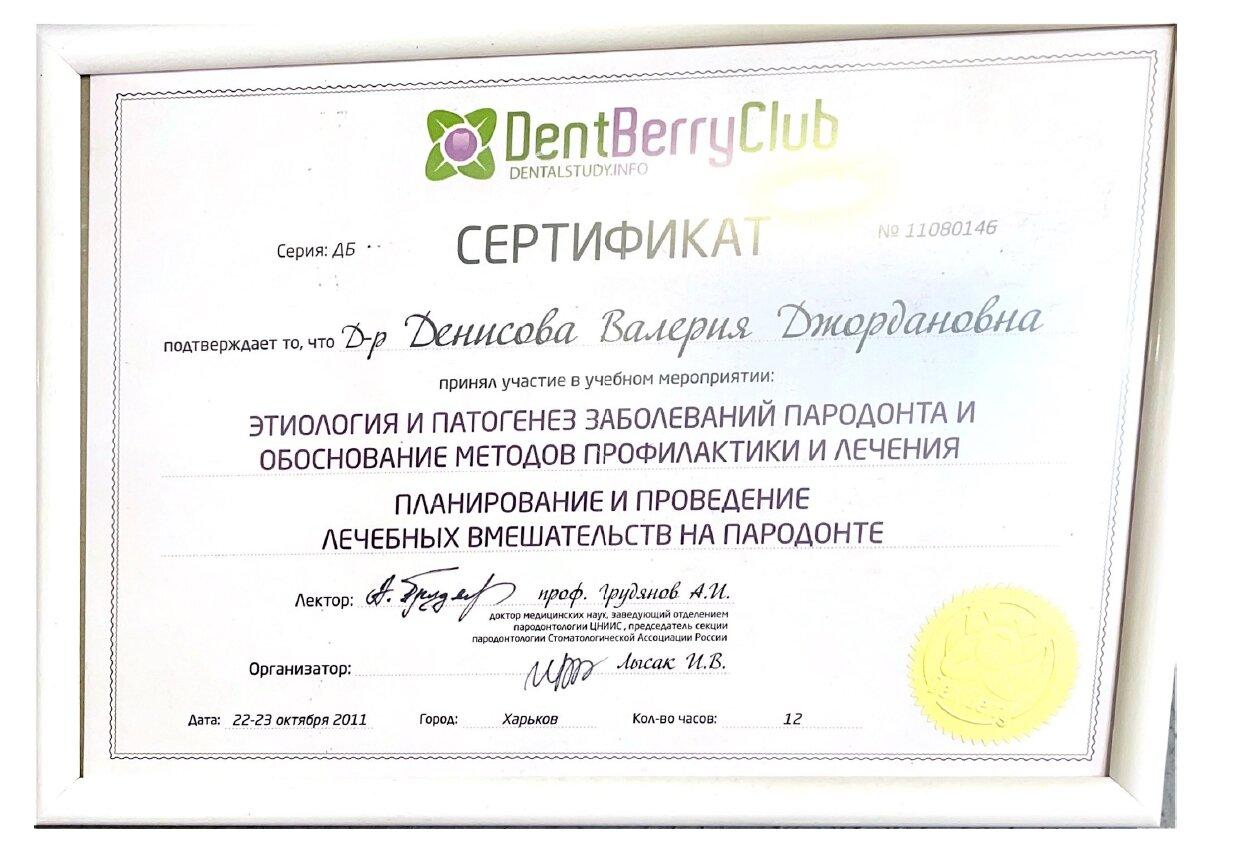 DentBerryClub
DENTALSTUDY.INFO
СЕРТИФИКАТ
Серия: ДБ
№ 11080146
подтверждает то, что Д-р Денисова Валерия Джордановна
принял участие в учебном мероприятии:
ЭТИОЛОГИЯ И ПАТОГЕНЕЗ ЗАБОЛЕВАНИЙ ПАРОДОНТА И
ОБОСНОВАНИЕ МЕТОДОВ ПРОФИЛАКТИКИ И ЛЕЧЕНИЯ
ПЛАНИРОВАНИЕ И ПРОВЕДЕНИЕ
ЛЕЧЕБНЫХ ВМЕШАТЕЛЬСТВ НА ПАРОДОНТЕ
Лектор: проф. Грудянов А.И.
доктор медицинских наук, заведующий отделением
пародонтологии ЦНИИС, председатель секции
пародонтологии Стоматологической Ассоциации России
Организатор: Лысак И.В.
Дата: 22-23 октября 2011 Город: Харьков Кол-во часов: 12